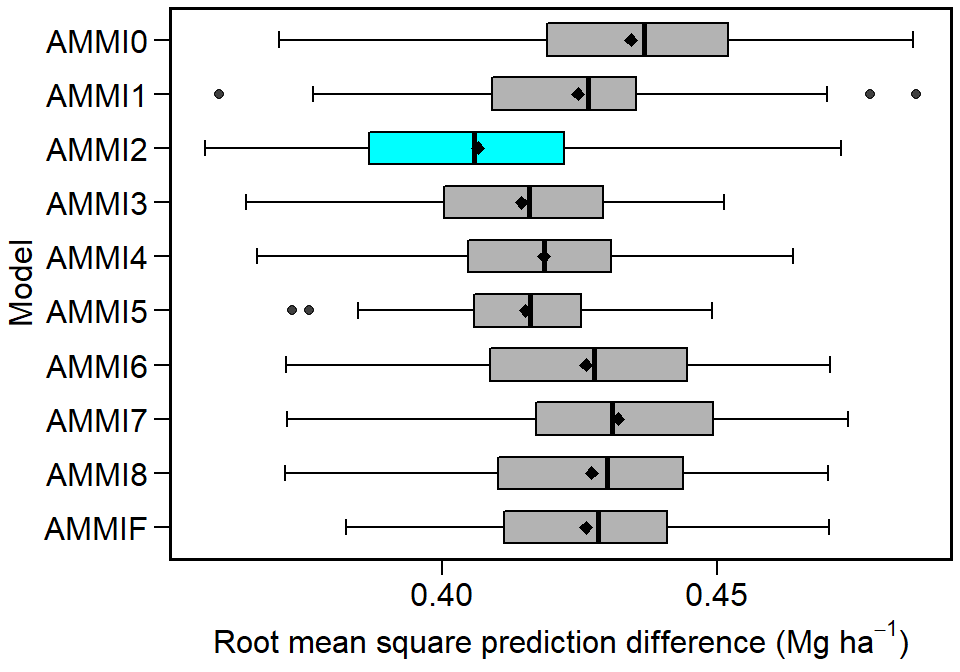 AMMI0
AMMI1
AMMI2
AMMI3
AMMI4
AMMI5
AMMI6
AMMI7
AMMI8
AMMIF
Model
0.40 0.45
Root mean square prediction difference (Mg ha⁻¹)